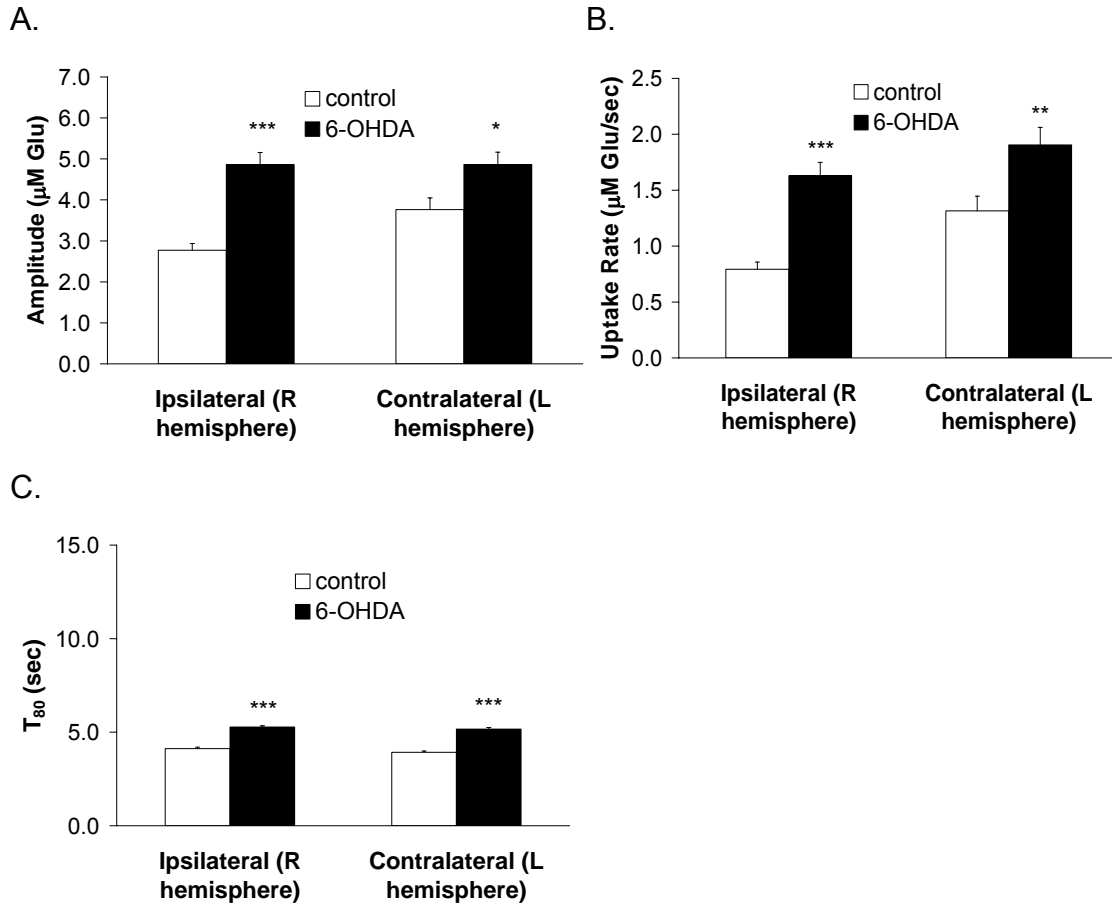 A.
Amplitude (μM Glu)
7.0
6.0
5.0
4.0
3.0
2.0
1.0
0.0
control
6-OHDA
***
*
Ipsilateral (R
hemisphere)
Contralateral (L
hemisphere)
B.
Uptake Rate (μM Glu/sec)
2.5
2.0
1.5
1.0
0.5
0.0
control
6-OHDA
***
**
Ipsilateral (R
hemisphere)
Contralateral (L
hemisphere)
C.
T₈₀ (sec)
15.0
10.0
5.0
0.0
control
6-OHDA
***
***
Ipsilateral (R
hemisphere)
Contralateral (L
hemisphere)